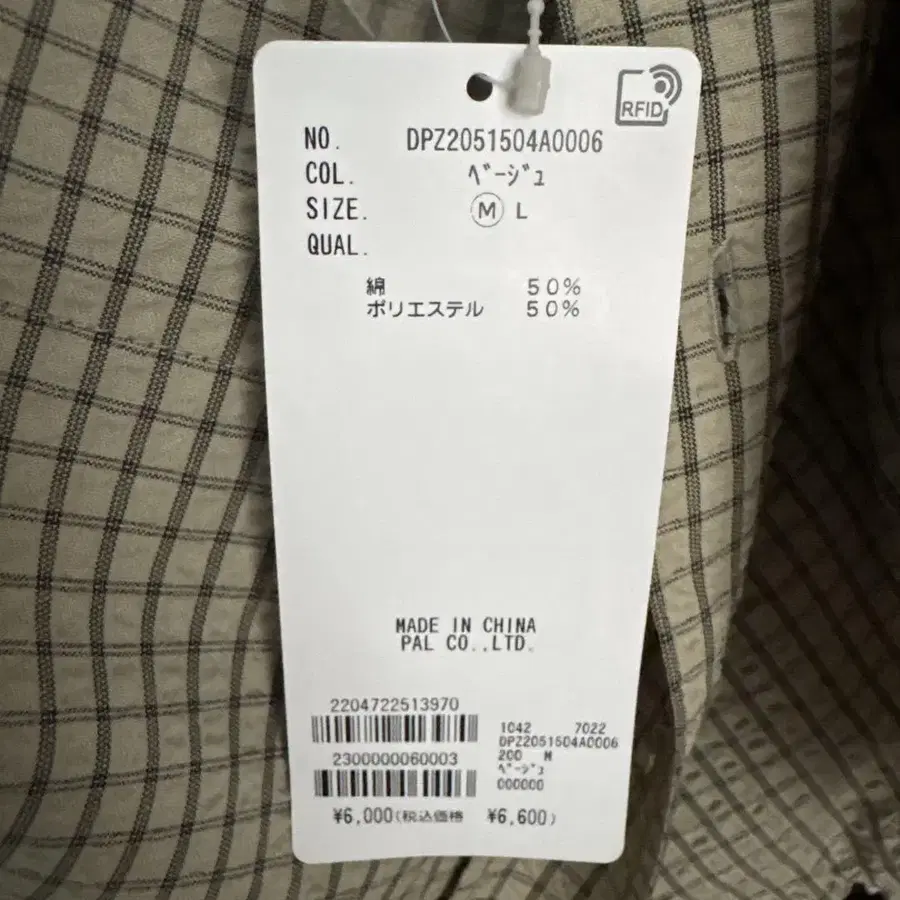 RFID
NO. DPZ2051504A0006
COL. ﾍﾞｰｼﾞｭ
SIZE. Ⓜ L
QUAL.
綿 50%
ポリエステル 50%
MADE IN CHINA
PAL CO.,LTD.
2204722513970
2300000060003
1042 7022
DPZ2051504A0006
200 M
ﾍﾞｰｼﾞｭ
000000
¥6,000(税込価格 ¥6,600)